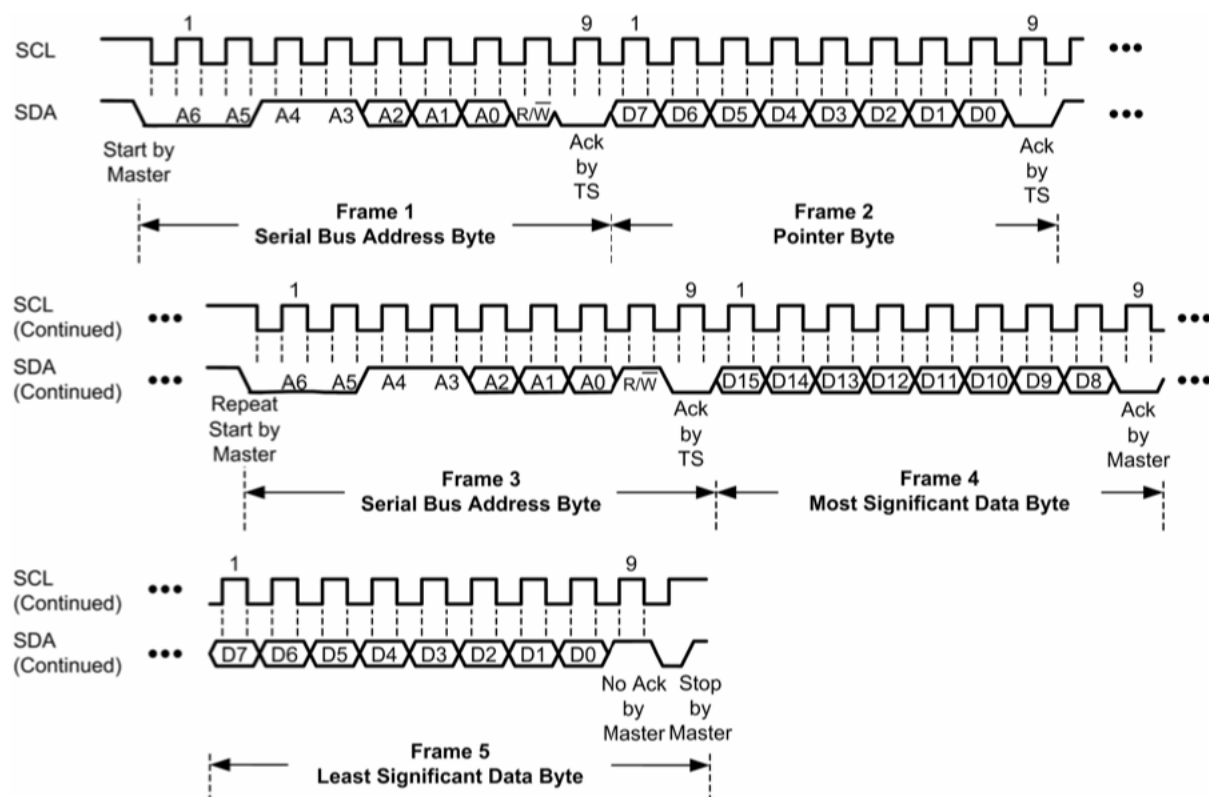 1 9 1 9
SCL
SDA A6 A5 A4 A3 A2 A1 A0 R/W̅ D7 D6 D5 D4 D3 D2 D1 D0
Start by
Master
Ack
by
TS
Ack
by
TS
Frame 1
Serial Bus Address Byte
Frame 2
Pointer Byte
1 9 1 9
SCL
(Continued)
SDA
(Continued)
A6 A5 A4 A3 A2 A1 A0 R/W̅ D15 D14 D13 D12 D11 D10 D9 D8
Repeat
Start by
Master
Ack
by
TS
Ack
by
Master
Frame 3
Serial Bus Address Byte
Frame 4
Most Significant Data Byte
1 9
SCL
(Continued)
SDA
(Continued)
D7 D6 D5 D4 D3 D2 D1 D0
No Ack
by
Master
Stop
by
Master
Frame 5
Least Significant Data Byte